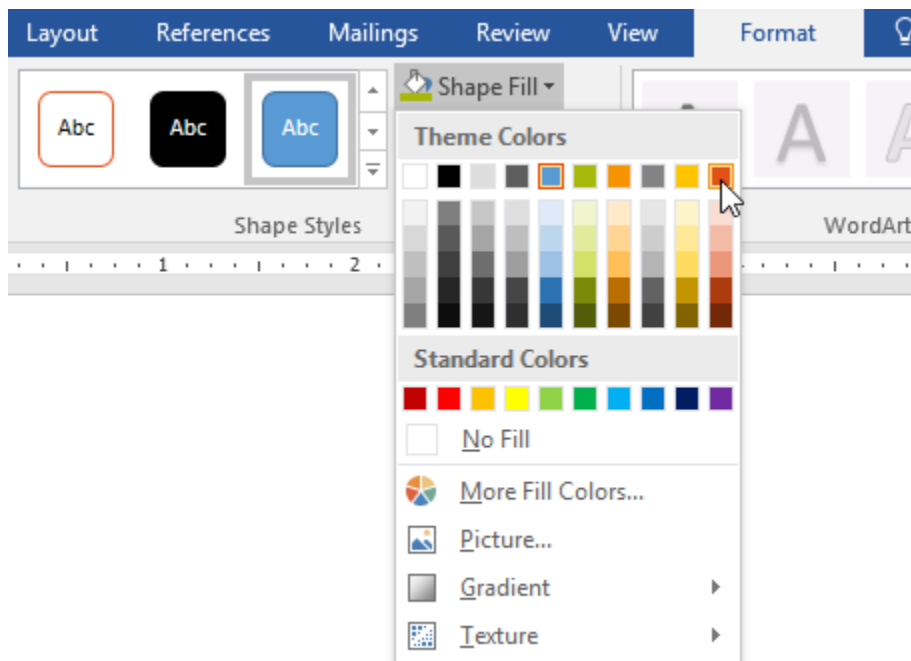 Layout References Mailings Review View Format
Abc Abc Abc Shape Fill
Theme Colors
A A
Shape Styles
WordArt
1 2
Standard Colors
No Fill
More Fill Colors...
Picture...
Gradient
Texture